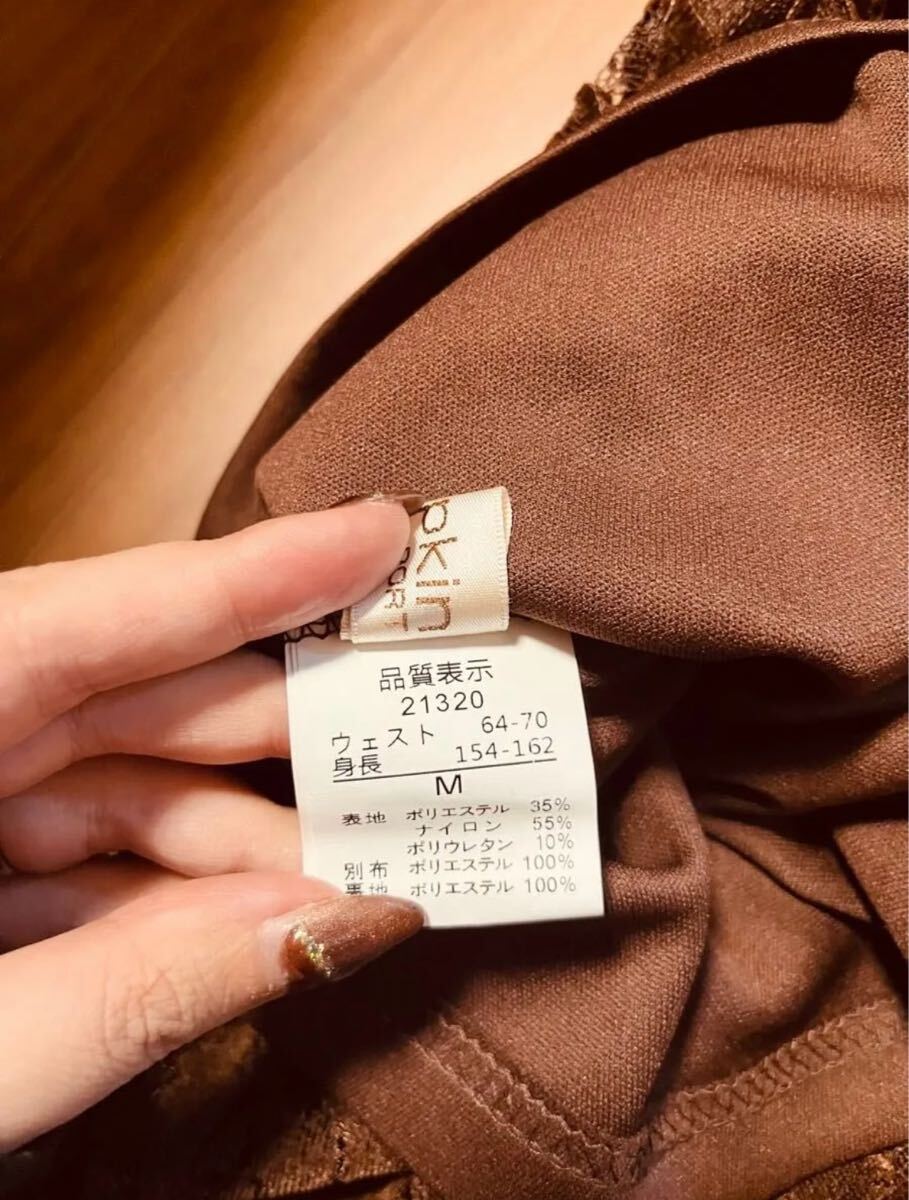 pkin
品質表示
21320
ウェスト 64-70
身長 154-162
M
表地 ポリエステル 35%
ナイロン 55%
ポリウレタン 10%
別布 ポリエステル 100%
裏地 ポリエステル 100%